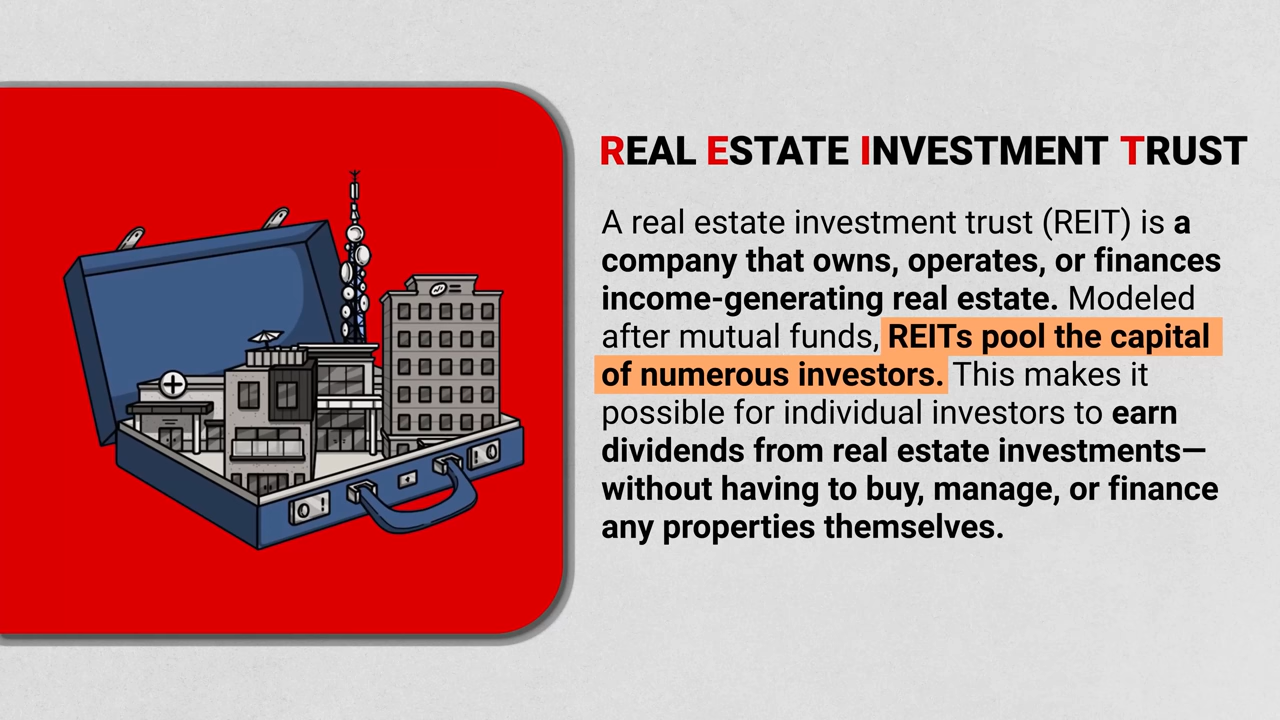 REAL ESTATE INVESTMENT TRUST
A real estate investment trust (REIT) is a
company that owns, operates, or finances
income-generating real estate. Modeled
after mutual funds, REITs pool the capital
of numerous investors. This makes it
possible for individual investors to earn
dividends from real estate investments—
without having to buy, manage, or finance
any properties themselves.